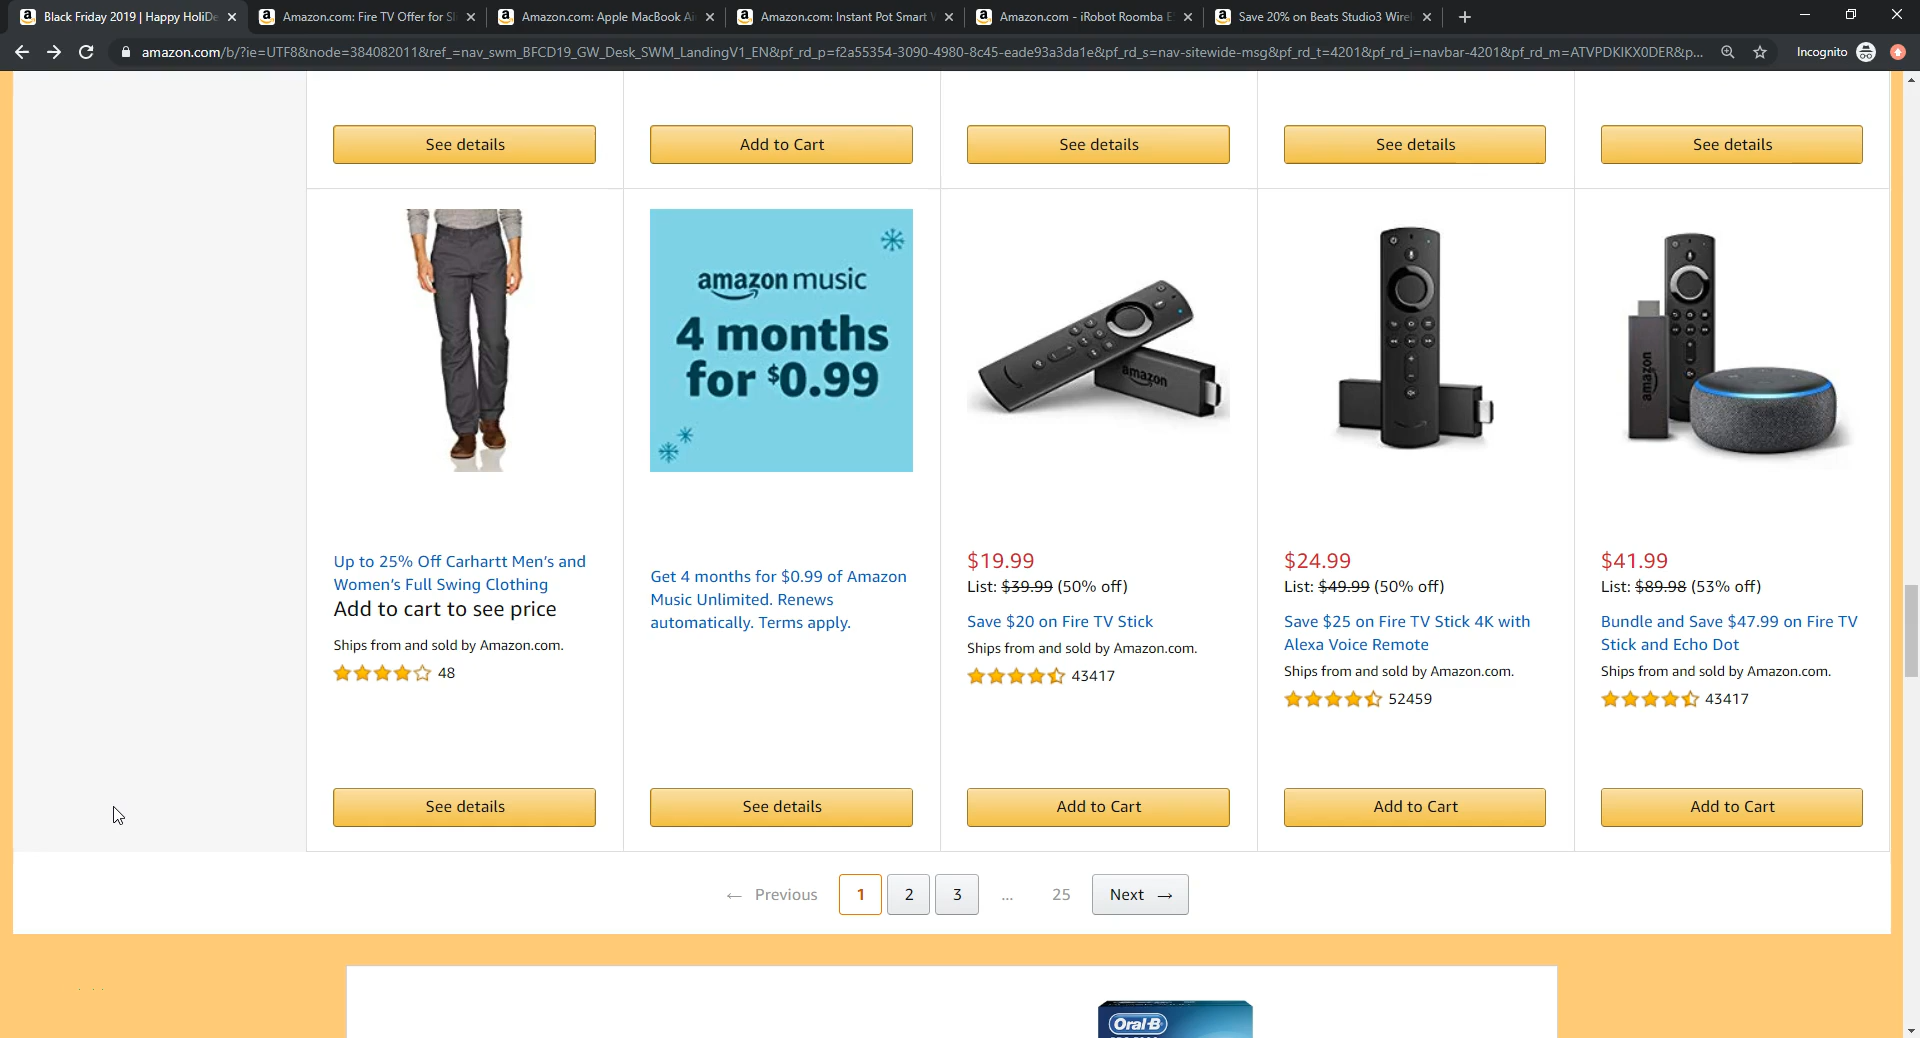 Black Friday 2019 | Happy HoliDe
Amazon.com: Fire TV Offer for
Amazon.com: Apple MacBook
Amazon.com: Instant Pot Smart
Amazon.com - iRobot Roomba
Save 20% on Beats Studio3
amazon.com/b/?ie=UTF8&node=384082011&ref_=nav_swm_BFCD19_GW_Desk_SWM_LandingV1_EN&pf_rd_p=f2a55354-3090-4980-8c45-eade93a3da1e&pf_rd_s=nav-sitewide-msg&pf_rd_t=4201&pf_rd_i=navbar-4201&pf_rd_m=ATVPDKIKX0DER&p...
Incognito
See details
Add to Cart
See details
See details
See details
amazon music
4 months
for $0.99
amazon
amazon
Up to 25% Off Carhartt Men's and
Women's Full Swing Clothing
Add to cart to see price
Ships from and sold by Amazon.com.
48
Get 4 months for $0.99 of Amazon
Music Unlimited. Renews
automatically. Terms apply.
$19.99
List: $39.99 (50% off)
Save $20 on Fire TV Stick
Ships from and sold by Amazon.com.
43417
$24.99
List: $49.99 (50% off)
Save $25 on Fire TV Stick 4K with
Alexa Voice Remote
Ships from and sold by Amazon.com.
52459
$41.99
List: $89.98 (53% off)
Bundle and Save $47.99 on Fire TV
Stick and Echo Dot
Ships from and sold by Amazon.com.
43417
See details
See details
Add to Cart
Add to Cart
Add to Cart
← Previous 1 2 3 ... 25 Next →
Oral-B